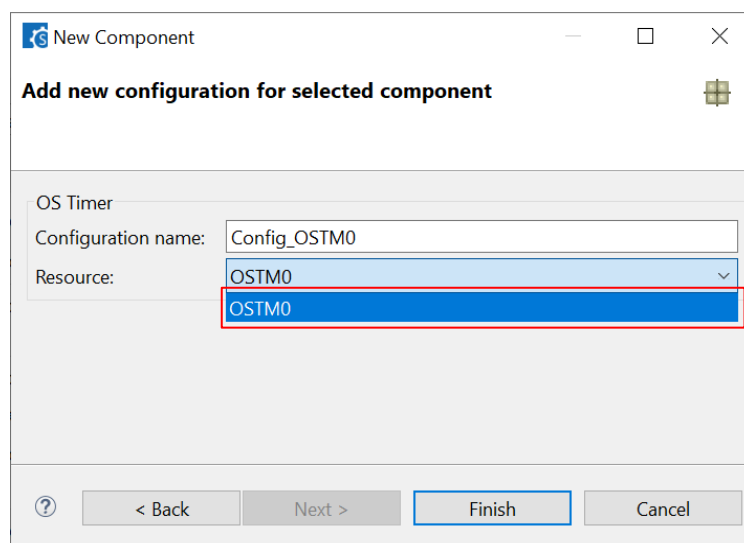 New Component
Add new configuration for selected component
OS Timer
Configuration name: Config_OSTM0
Resource: OSTM0
OSTM0
? < Back Next > Finish Cancel